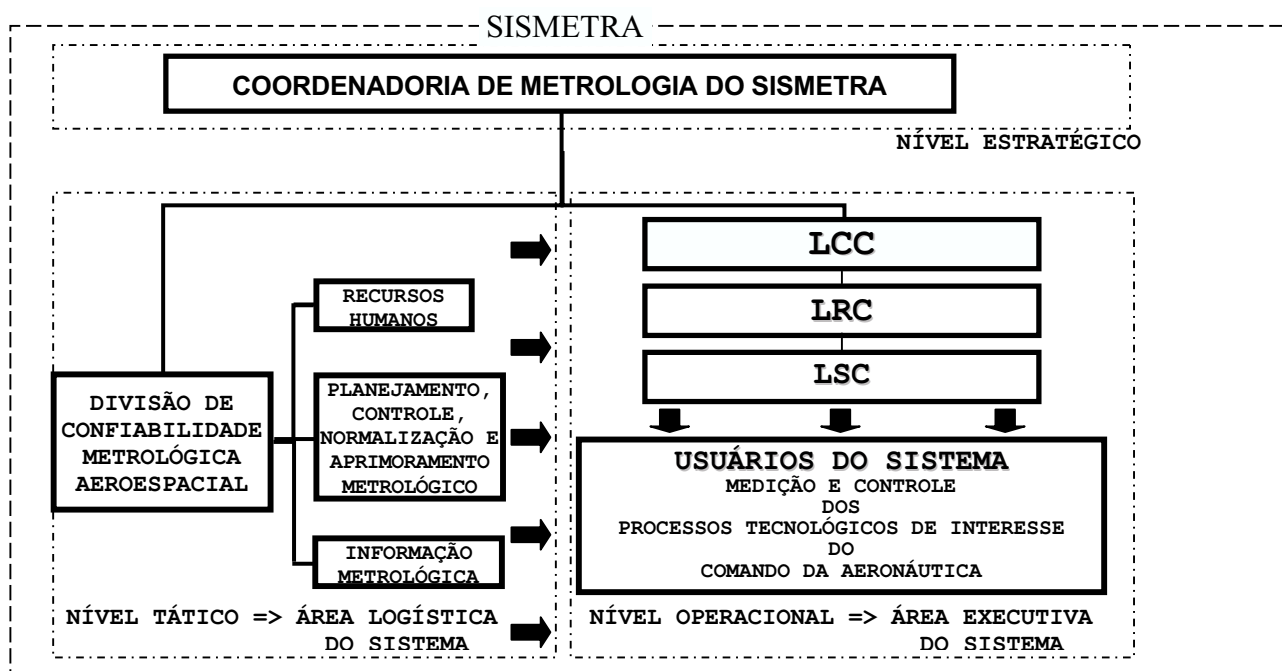 SISMETRA
COORDENADORIA DE METROLOGIA DO SISMETRA
NÍVEL ESTRATÉGICO
DIVISÃO DE
CONFIABILIDADE
METROLÓGICA
AEROESPACIAL
RECURSOS
HUMANOS
PLANEJAMENTO,
CONTROLE,
NORMALIZAÇÃO E
APRIMORAMENTO
METROLÓGICO
INFORMAÇÃO
METROLÓGICA
NÍVEL TÁTICO => ÁREA LOGÍSTICA
DO SISTEMA
LCC
LRC
LSC
USUÁRIOS DO SISTEMA
MEDIÇÃO E CONTROLE
DOS
PROCESSOS TECNOLÓGICOS DE INTERESSE
DO
COMANDO DA AERONÁUTICA
NÍVEL OPERACIONAL => ÁREA EXECUTIVA
DO SISTEMA